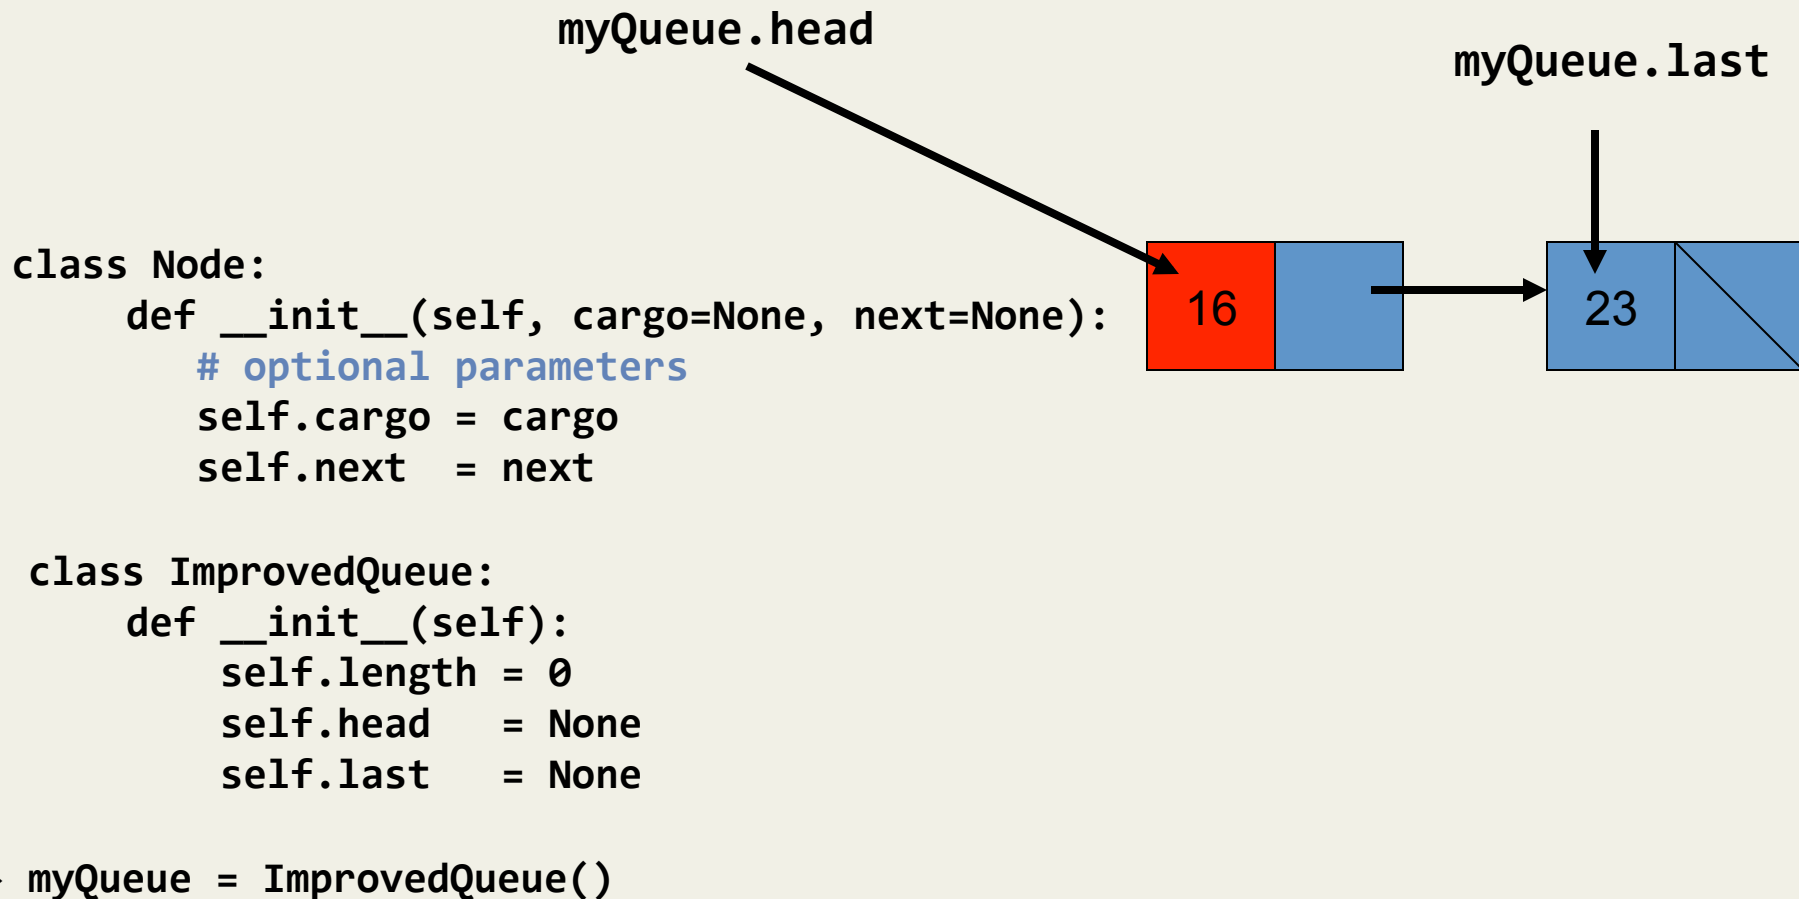 myQueue.head
myQueue.last
class Node:
def __init__(self, cargo=None, next=None):
# optional parameters
self.cargo = cargo
self.next = next
16
23
class ImprovedQueue:
def __init__(self):
self.length = 0
self.head = None
self.last = None
myQueue = ImprovedQueue()